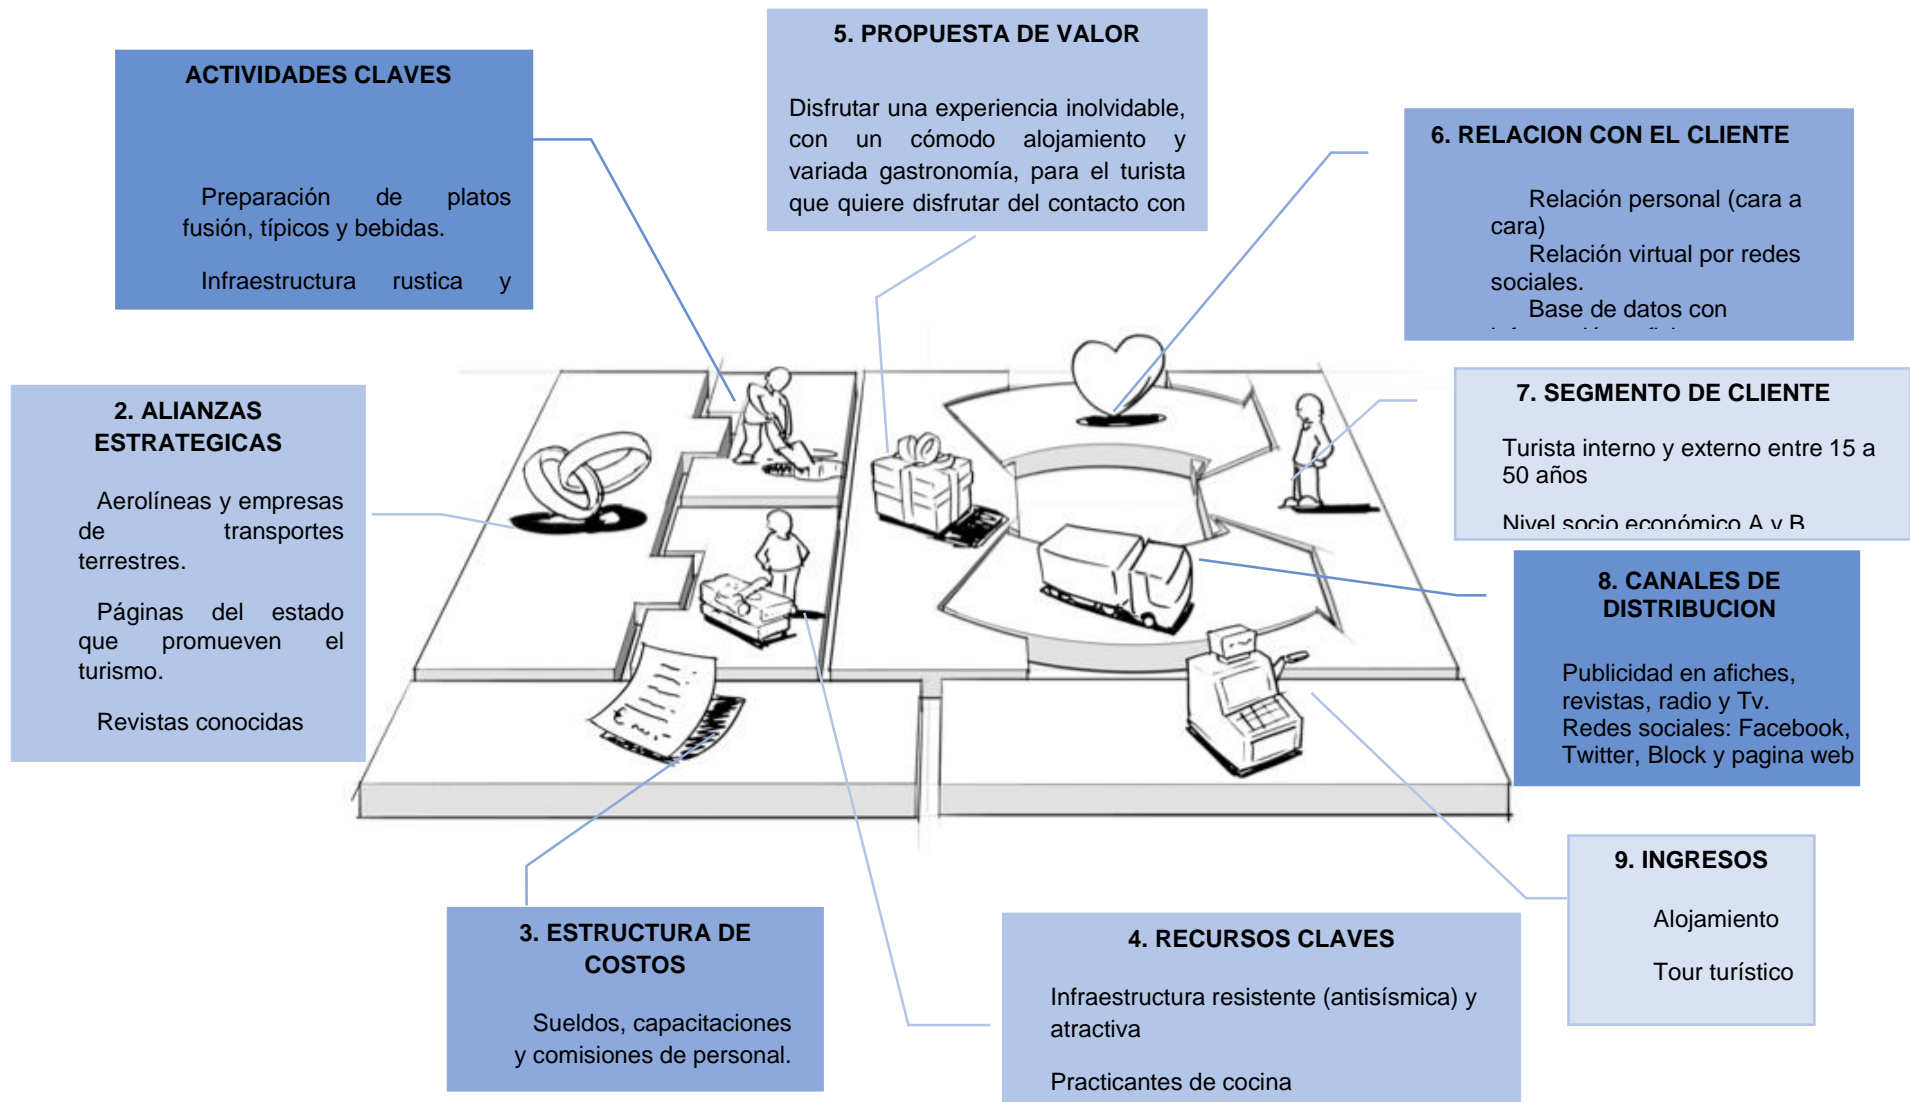 ACTIVIDADES CLAVES
Preparación de platos
fusión, típicos y bebidas.
Infraestructura rustica y
2. ALIANZAS
ESTRATEGICAS
Aerolíneas y empresas
de transportes
terrestres.
Páginas del estado
que promueven el
turismo.
Revistas conocidas
3. ESTRUCTURA DE
COSTOS
Sueldos, capacitaciones
y comisiones de personal.
4. RECURSOS CLAVES
Infraestructura resistente (antisísmica) y
atractiva
Practicantes de cocina
5. PROPUESTA DE VALOR
Disfrutar una experiencia inolvidable,
con un cómodo alojamiento y
variada gastronomía, para el turista
que quiere disfrutar del contacto con
6. RELACION CON EL CLIENTE
Relación personal (cara a
cara)
Relación virtual por redes
sociales.
Base de datos con
7. SEGMENTO DE CLIENTE
Turista interno y externo entre 15 a
50 años
Nivel socio económico A y B
8. CANALES DE
DISTRIBUCION
Publicidad en afiches,
revistas, radio y Tv.
Redes sociales: Facebook,
Twitter, Block y pagina web
9. INGRESOS
Alojamiento
Tour turístico